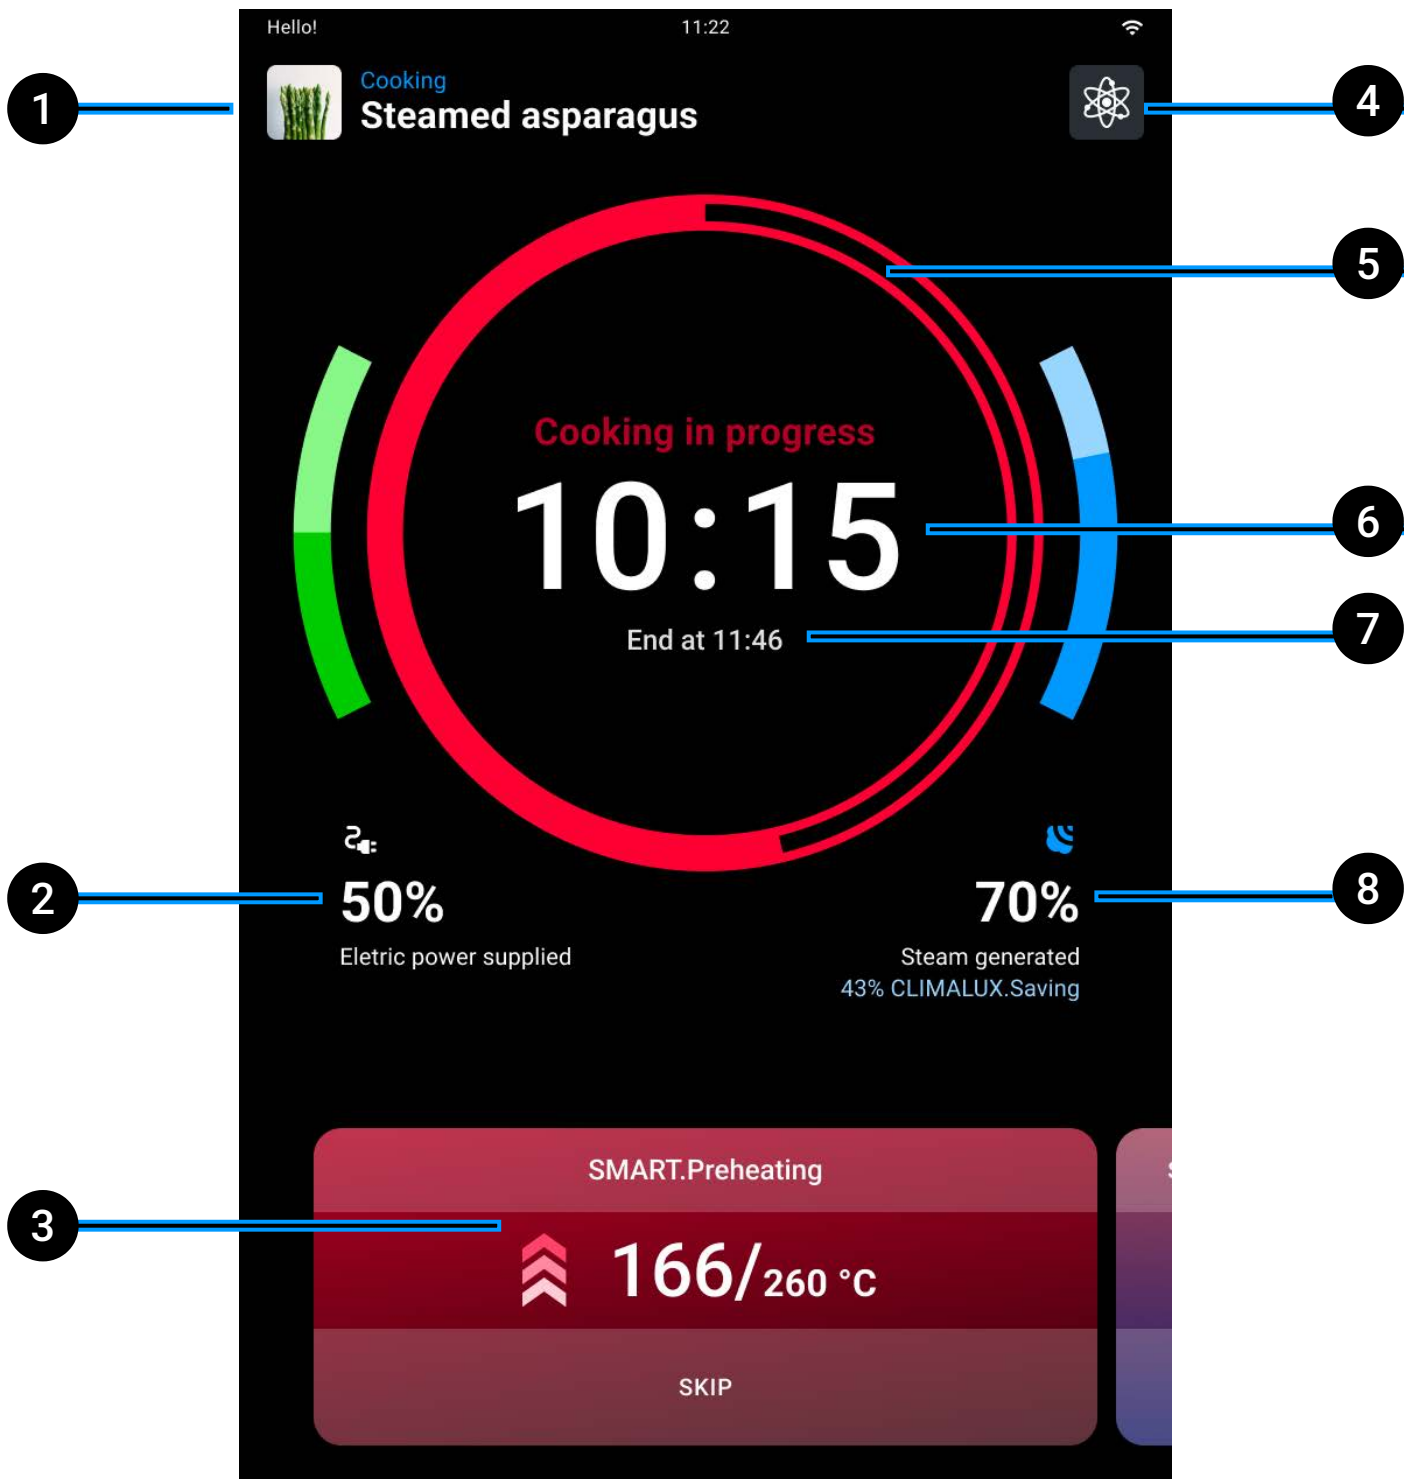 Hello!
11:22
1
Cooking
Steamed asparagus
4
5
Cooking in progress
10:15
6
End at 11:46
7
2
50%
Eletric power supplied
70%
8
Steam generated
43% CLIMALUX.Saving
SMART.Preheating
3
166/260 °C
SKIP